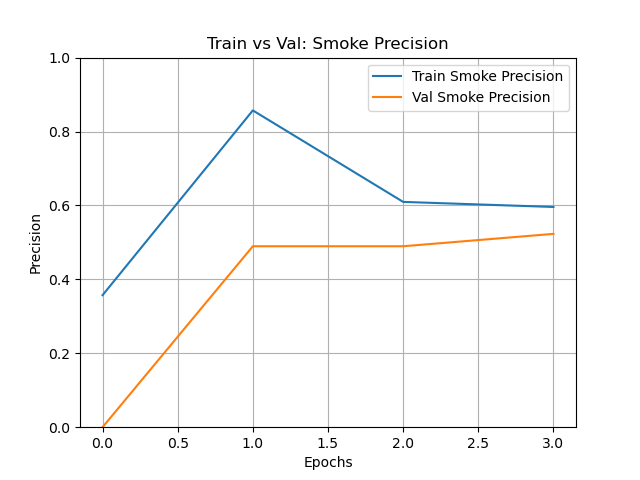 Train vs Val: Smoke Precision
Train Smoke Precision
Val Smoke Precision
1.0
0.8
0.6
0.4
0.2
0.0
Precision
0.0 0.5 1.0 1.5 2.0 2.5 3.0
Epochs